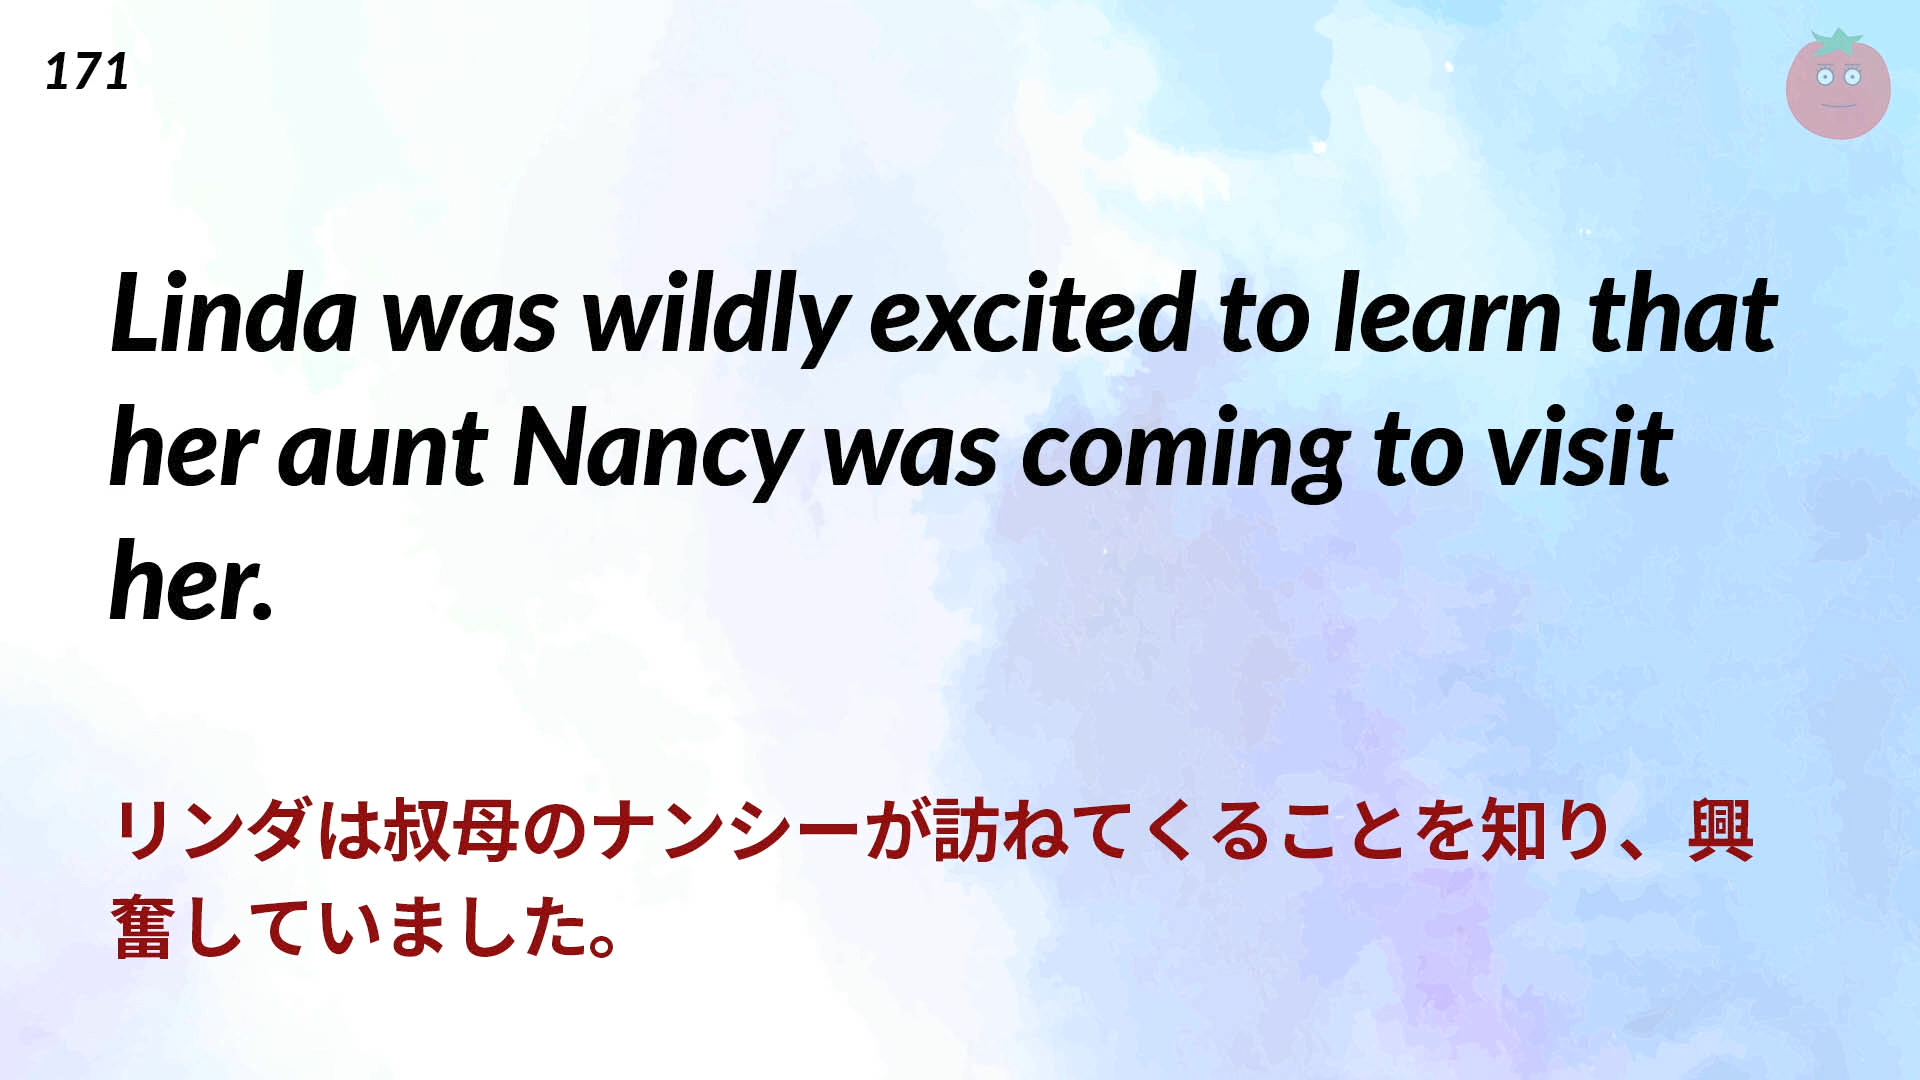 171
Linda was wildly excited to learn that
her aunt Nancy was coming to visit
her.
リンダは叔母のナンシーが訪ねてくることを知り、興
奮していました。